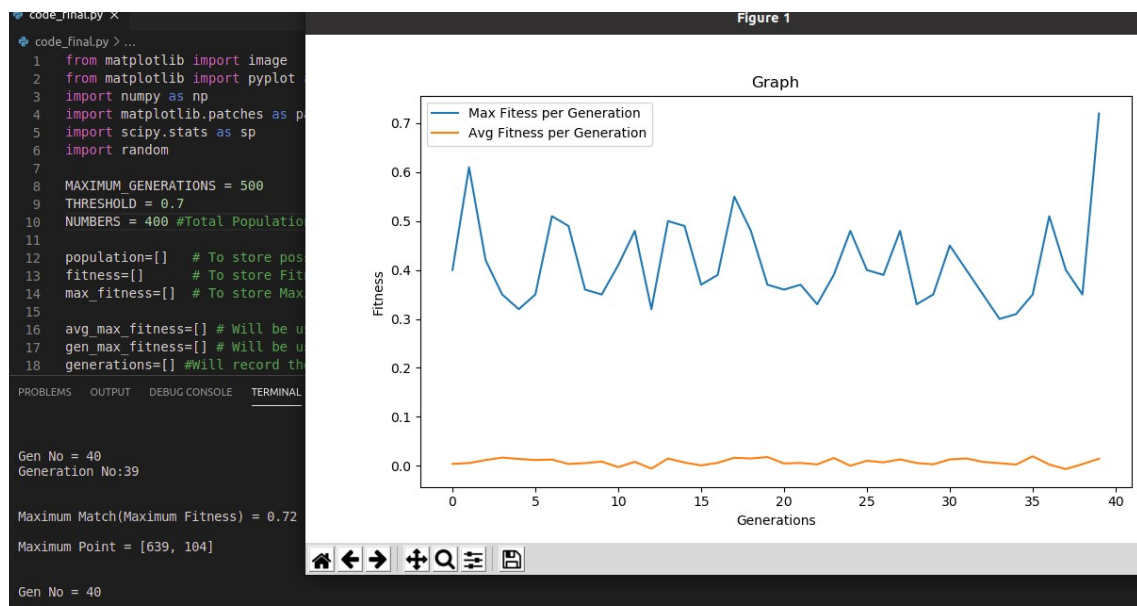 code_final.py ×
code_final.py > ...
1 from matplotlib import image
2 from matplotlib import pyplot
3 import numpy as np
4 import matplotlib.patches as
5 import scipy.stats as sp
6 import random
7
8 MAXIMUM_GENERATIONS = 500
9 THRESHOLD = 0.7
10 NUMBERS = 400 #Total Population
11
12 population=[] # To store
13 fitness=[] # To store
14 max_fitness=[] # To store
15
16 avg_max_fitness=[] # Will be
17 gen_max_fitness=[] # Will be
18 generations=[] #Will record
PROBLEMS OUTPUT DEBUG CONSOLE TERMINAL
Gen No = 40
Generation No:39
Maximum Match(Maximum Fitness) = 0.72
Maximum Point = [639, 104]
Gen No = 40
Figure 1
Graph
Max Fitess per Generation
Avg Fitness per Generation
Fitness
0.7
0.6
0.5
0.4
0.3
0.2
0.1
0.0
0 5 10 15 20 25 30 35 40
Generations